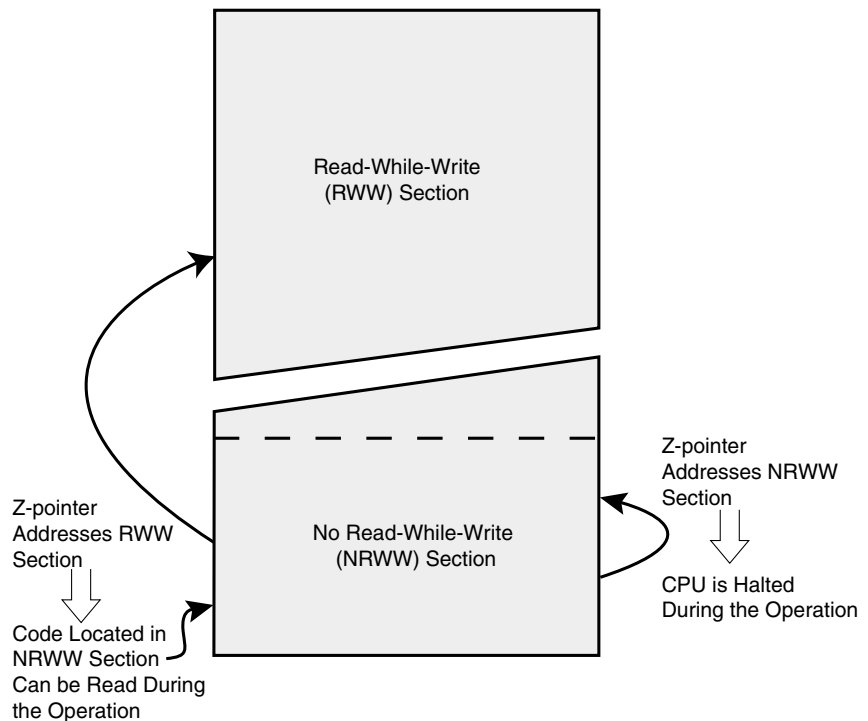 Read-While-Write
(RWW) Section
Z-pointer
Addresses NRWW
Section
Z-pointer
Addresses RWW
Section
No Read-While-Write
(NRWW) Section
CPU is Halted
During the Operation
Code Located in
NRWW Section
Can be Read During
the Operation